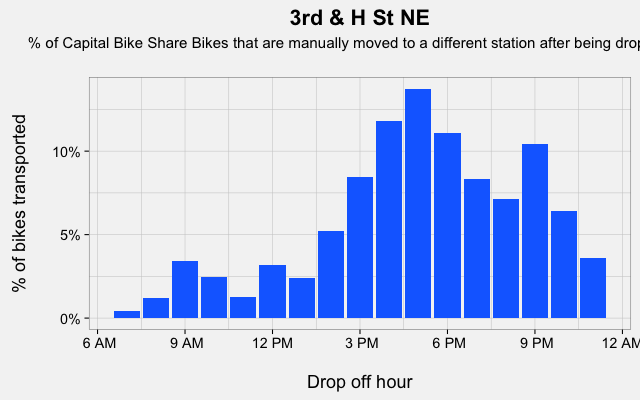 3rd & H St NE
% of Capital Bike Share Bikes that are manually moved to a different station after being
% of bikes transported
10%
5%
0%
6 AM 9 AM 12 PM 3 PM 6 PM 9 PM 12 AM
Drop off hour